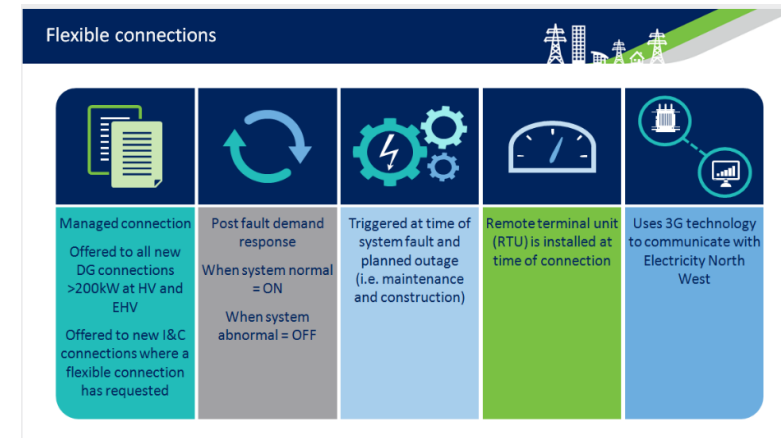 Flexible connections
Managed connection
Offered to all new
DG connections
>200kW at HV and
EHV
Offered to new I&C
connections where a
flexible connection
has requested
Post fault demand
response
When system normal
= ON
When system
abnormal = OFF
Triggered at time of
system fault and
planned outage
(i.e. maintenance
and construction)
Remote terminal unit
(RTU) is installed at
time of connection
Uses 3G technology
to communicate with
Electricity North
West